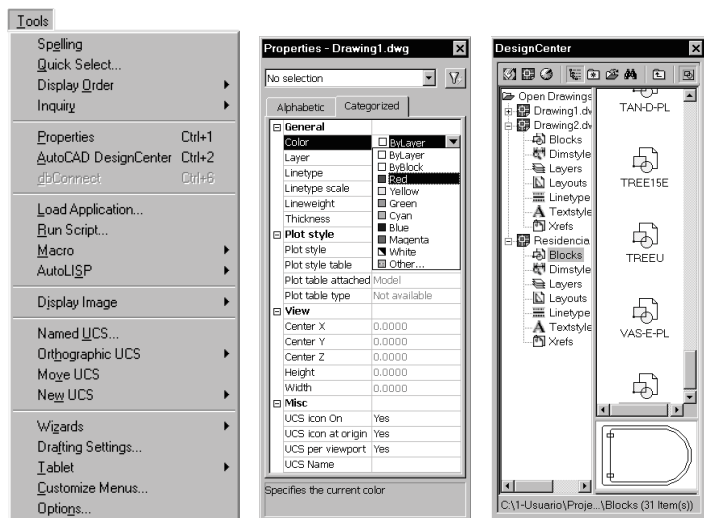 Tools
Spelling
Quick Select...
Display Order
Inquiry
Properties Ctrl+1
AutoCAD DesignCenter Ctrl+2
dbConnect Ctrl+6
Load Application...
Run Script...
Macro
AutoLISP
Display Image
Named UCS...
Orthographic UCS
Move UCS
New UCS
Wizards
Drafting Settings...
Tablet
Customize Menus...
Options...
Properties - Drawing1.dwg
No selection
Alphabetic Categorized
General
Color ByLayer
Layer
Linetype
Linetype scale
Lineweight
Thickness
ByLayer
ByBlock
Red
Yellow
Green
Cyan
Blue
Magenta
White
Other...
Plot style
Plot style
Plot style table
Plot table attached Model
Plot table type Not available
View
Center X 0.0000
Center Y 0.0000
Center Z 0.0000
Height 0.0000
Width 0.0000
Misc
UCS icon On Yes
UCS icon at origin Yes
UCS per viewport Yes
UCS Name
Specifies the current color
DesignCenter
Open Drawings
Drawing1.dw
Drawing2.dw
Blocks
Dimstyle
Layers
Layouts
Linetype
Textstyle
Xrefs
Residencia
Blocks
Dimstyle
Layers
Layouts
Linetype
Textstyle
Xrefs
TAN-D-PL
TREE15E
TREEU
VAS-E-PL
C:\1-Usuario\Proje...\Blocks (31 Item(s))